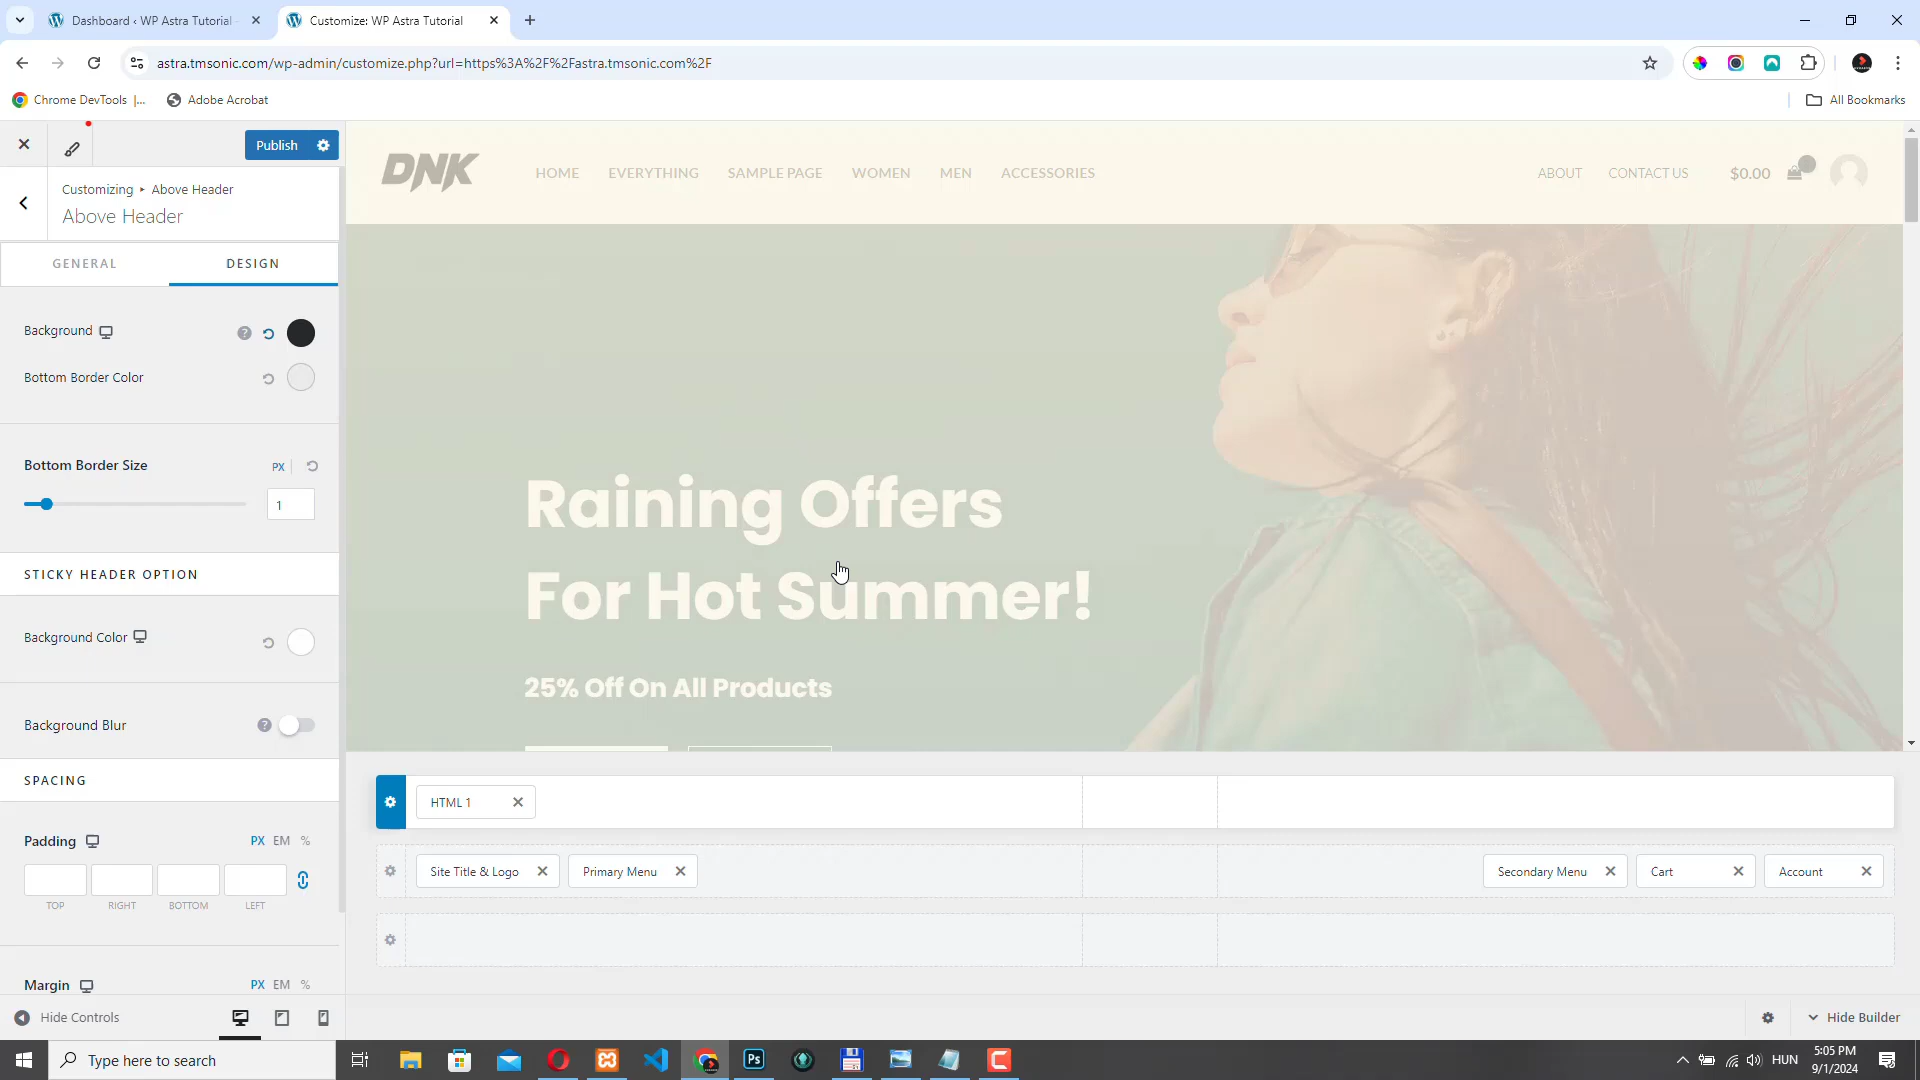 Dashboard ‹ WP Astra Tutorial
Customize: WP Astra Tutorial
astra.tmsonic.com/wp-admin/customize.php?url=https%3A%2F%2Fastra.tmsonic.com%2F
Chrome DevTools |...
Adobe Acrobat
All Bookmarks
Publish
Customizing ▸ Above Header
Above Header
GENERAL
DESIGN
Background
Bottom Border Color
Bottom Border Size
PX
1
STICKY HEADER OPTION
Background Color
Background Blur
SPACING
Padding
PX EM %
TOP RIGHT BOTTOM LEFT
Margin
PX EM %
Hide Controls
DNK
HOME EVERYTHING SAMPLE PAGE WOMEN MEN ACCESSORIES
ABOUT CONTACT US $0.00
Raining Offers
For Hot Summer!
25% Off On All Products
HTML 1
Site Title & Logo
Primary Menu
Secondary Menu
Cart
Account
Hide Builder
Type here to search
Ps
HUN
5:05 PM
9/1/2024